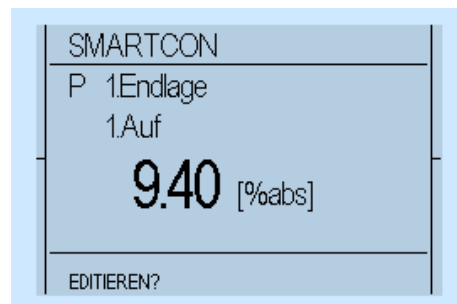 SMARTCON
P 1.Endlage
1.Auf
9.40 [%abs]
EDITIEREN?